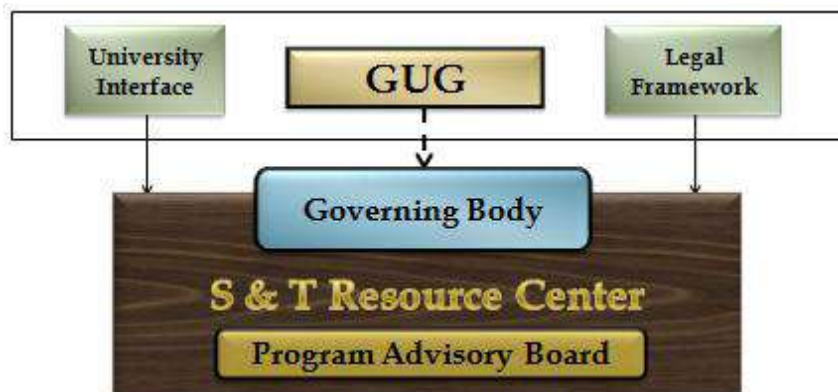 University
Interface
GUG
Legal
Framework
Governing Body
S & T Resource Center
Program Advisory Board